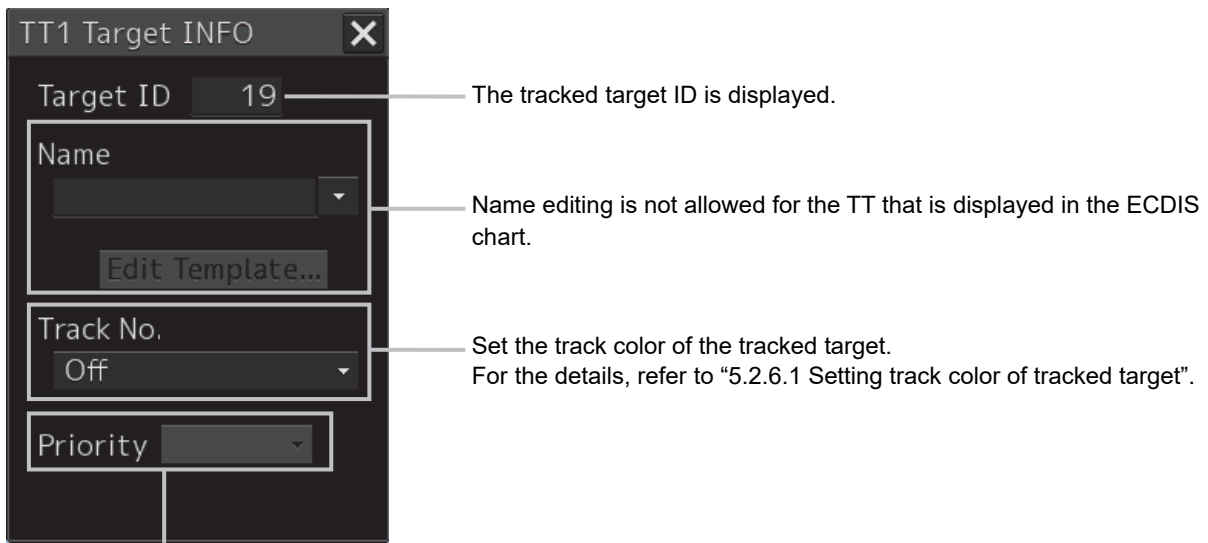 TT1 Target INFO
Target ID 19
The tracked target ID is displayed.
Name
Name editing is not allowed for the TT that is displayed in the ECDIS
chart.
Edit Template...
Track No.
Off
Set the track color of the tracked target.
For the details, refer to “5.2.6.1 Setting track color of tracked target”.
Priority